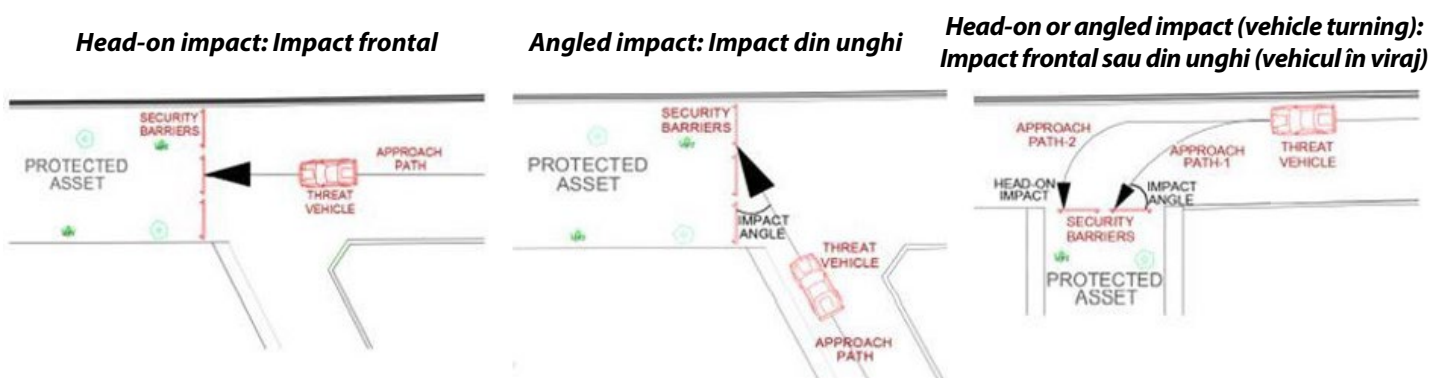 Head-on impact: Impact frontal
SECURITY
BARRIERS
PROTECTED
ASSET
APPROACH
PATH
THREAT
VEHICLE
Angled impact: Impact din unghi
SECURITY
BARRIERS
PROTECTED
ASSET
IMPACT
ANGLE
THREAT
VEHICLE
APPROACH
PATH
Head-on or angled impact (vehicle turning):
Impact frontal sau din unghi (vehicul în viraj)
APPROACH
PATH-2
APPROACH
PATH-1
THREAT
VEHICLE
HEAD-ON
IMPACT
IMPACT
ANGLE
SECURITY
BARRIERS
PROTECTED
ASSET